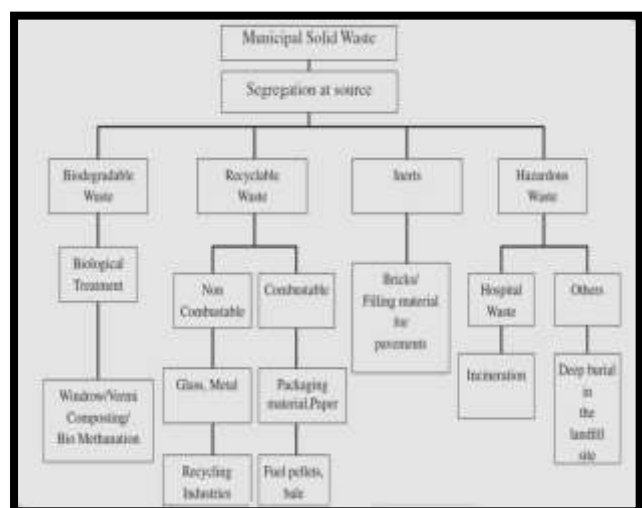 Municipal Solid Waste
Segregation at source
Biodegradable
Waste
Recyclable
Waste
Inerts
Hazardous
Waste
Biological
Treatment
Non
Combustable
Combustable
Bricks/
Filling material
for
pavements
Hospital
Waste
Others
Windrow/Vermi
Composting/
Bio Methanation
Glass, Metal
Packaging
material,Paper
Incineration
Deep burial
in
the
landfill
site
Recycling
Industries
Fuel pellets,
bale